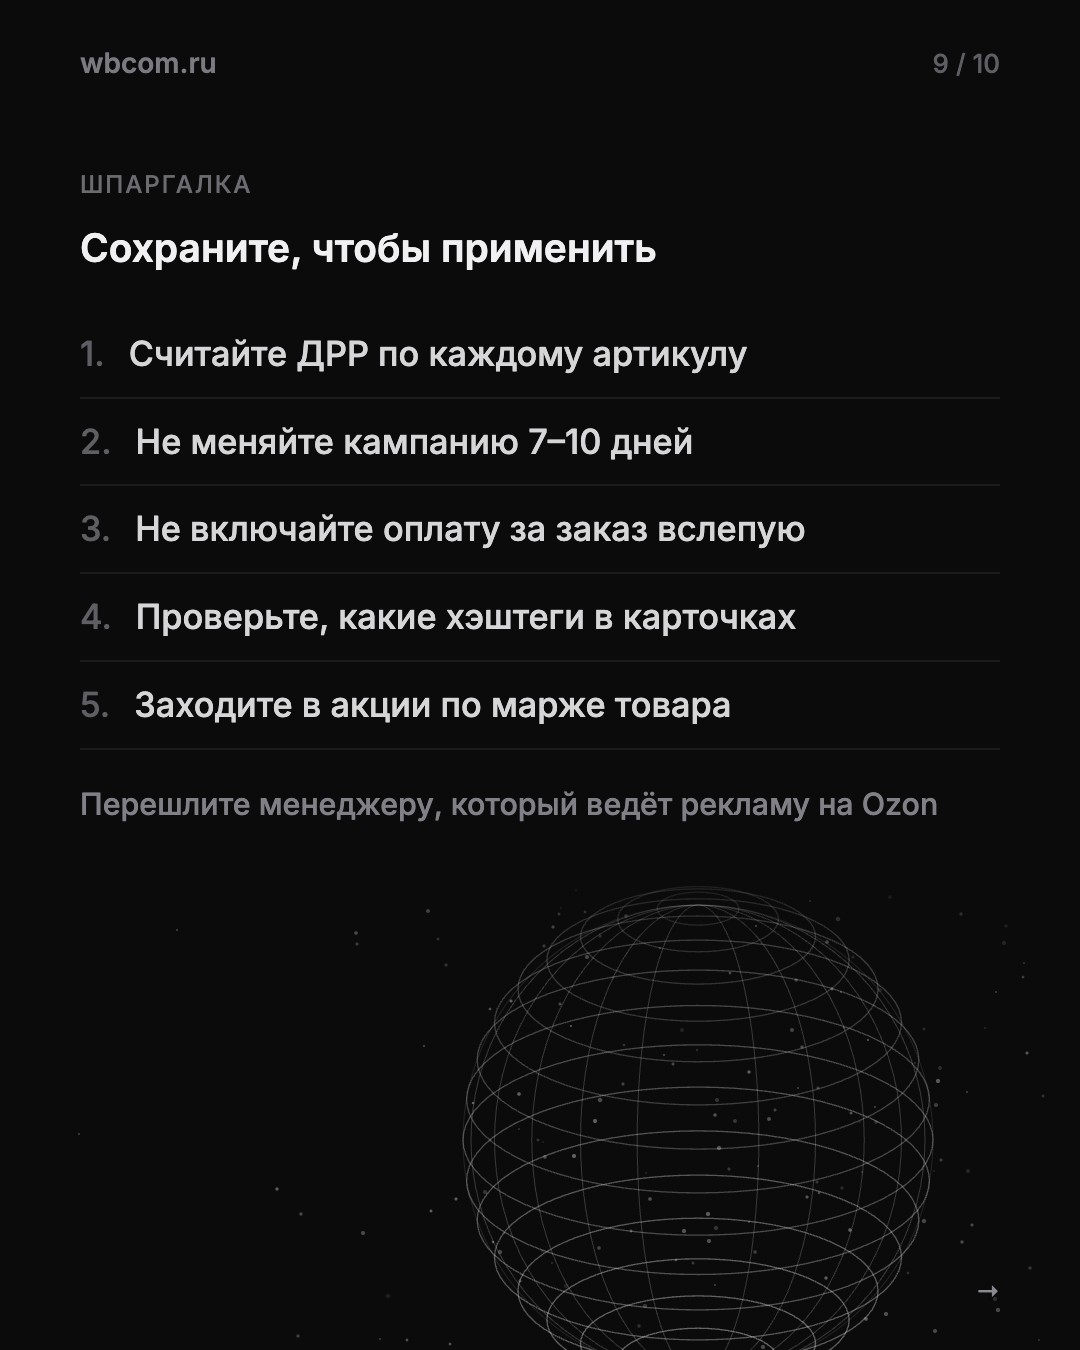 wbcom.ru
9 / 10
ШПАРГАЛКА
Сохраните, чтобы применить
1. Считайте ДРР по каждому артикулу
2. Не меняйте кампанию 7–10 дней
3. Не включайте оплату за заказ вслепую
4. Проверьте, какие хэштеги в карточках
5. Заходите в акции по марже товара
Перешлите менеджеру, который ведёт рекламу на Ozon
→